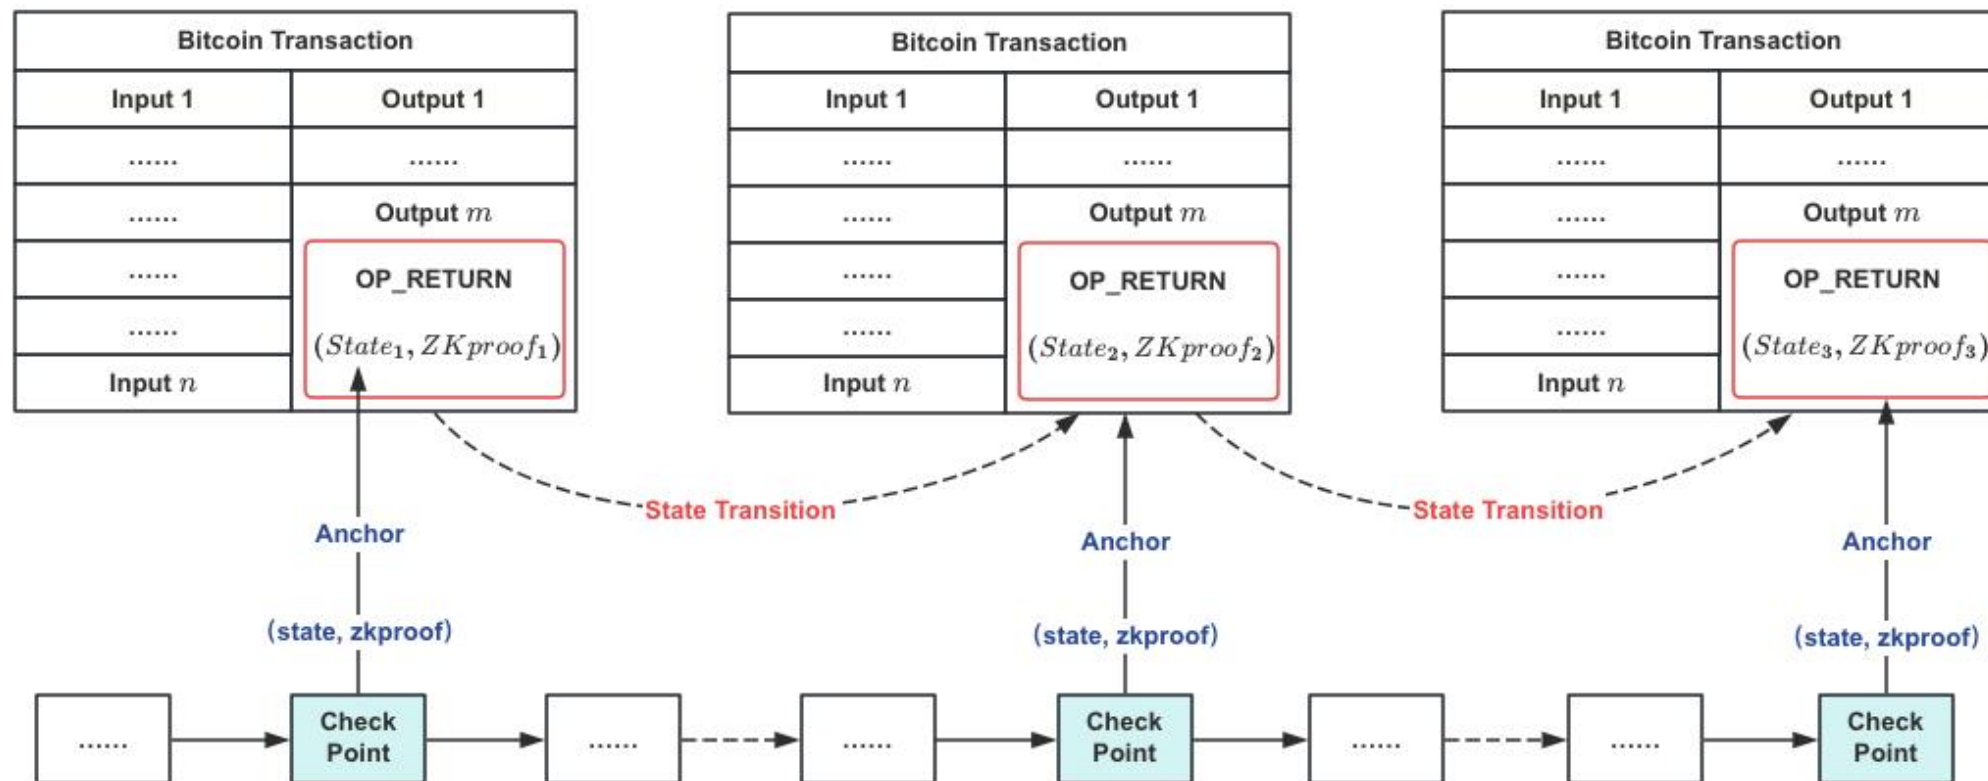 Bitcoin Transaction
Input 1 Output 1
...... ......
...... Output m
...... OP_RETURN
...... (State₁, ZKproof₁)
Input n
Bitcoin Transaction
Input 1 Output 1
...... ......
...... Output m
...... OP_RETURN
...... (State₂, ZKproof₂)
Input n
Bitcoin Transaction
Input 1 Output 1
...... ......
...... Output m
...... OP_RETURN
...... (State₃, ZKproof₃)
Input n
State Transition
State Transition
Anchor
Anchor
Anchor
(state, zkproof)
(state, zkproof)
(state, zkproof)
......
Check
Point
......
......
Check
Point
......
......
Check
Point